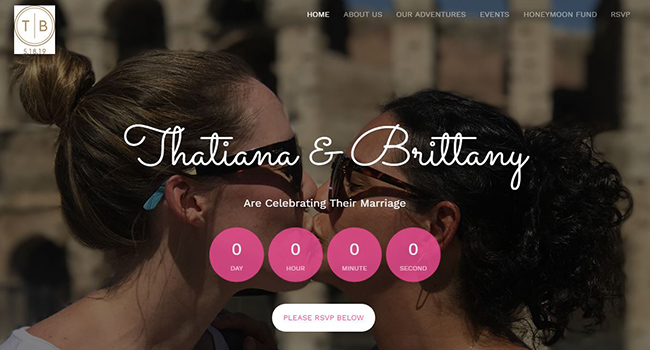 T | B
5.18.19
HOME ABOUT US OUR ADVENTURES EVENTS HONEYMOON FUND RSVP
Thatiana & Brittany
Are Celebrating Their Marriage
0 0 0 0
DAY HOUR MINUTE SECOND
PLEASE RSVP BELOW